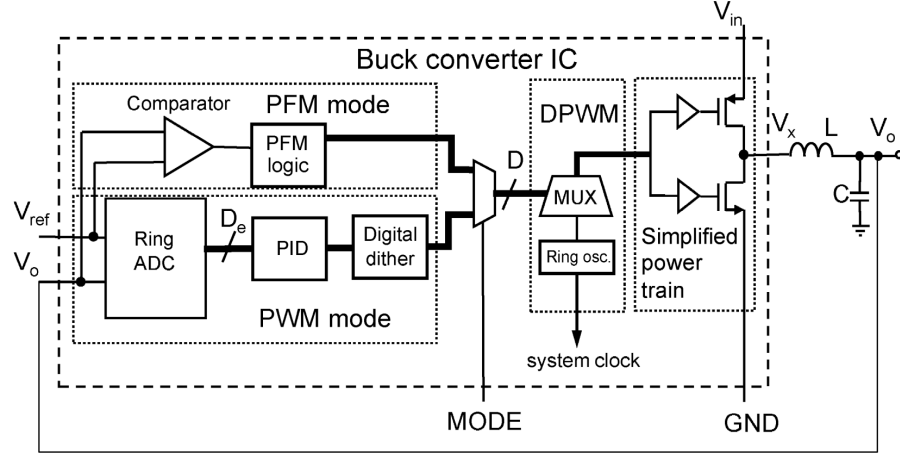 Vin
Buck converter IC
Comparator
PFM mode
PFM
logic
DPWM
D
MUX
Ring osc.
system clock
Vx
L
Vo
C
Simplified
power
train
Vref
Vo
Ring
ADC
De
PID
Digital
dither
PWM mode
MODE
GND